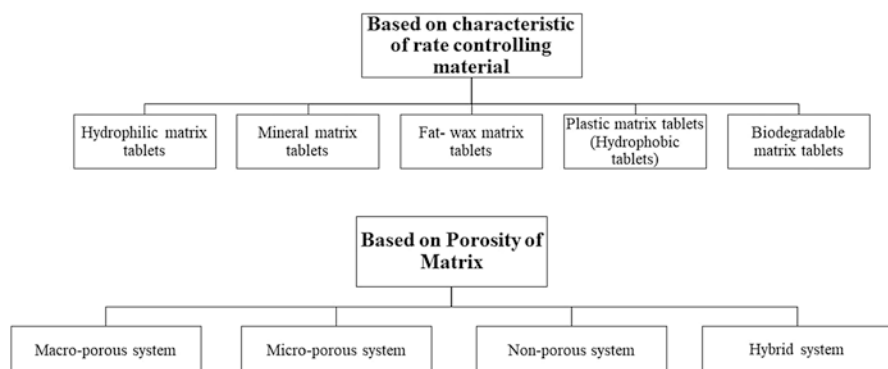 Based on characteristic
of rate controlling
material
Hydrophilic matrix
tablets
Mineral matrix
tablets
Fat- wax matrix
tablets
Plastic matrix tablets
(Hydrophobic
tablets)
Biodegradable
matrix tablets
Based on Porosity of
Matrix
Macro-porous system
Micro-porous system
Non-porous system
Hybrid system